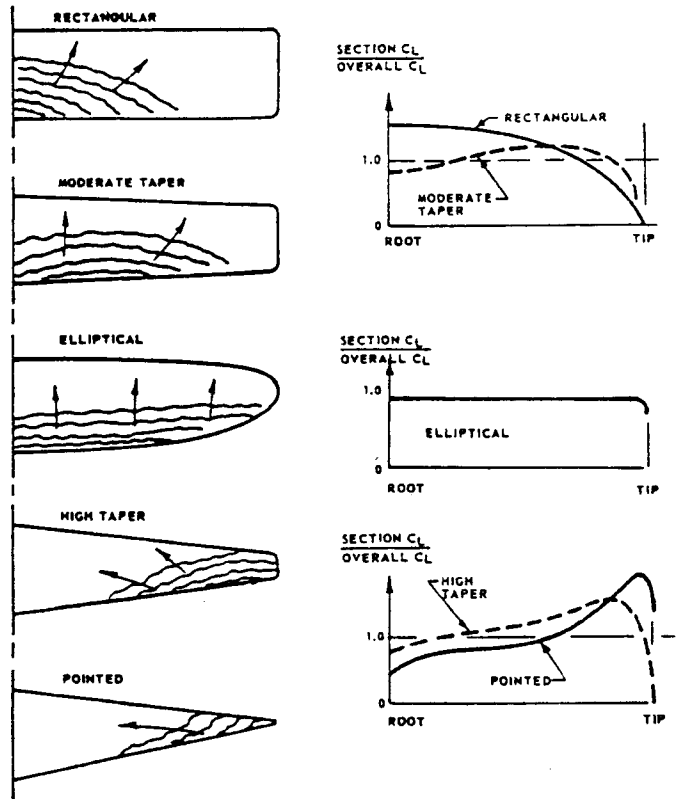 RECTANGULAR
MODERATE TAPER
ELLIPTICAL
HIGH TAPER
POINTED
SECTION CL
OVERALL CL
RECTANGULAR
1.0
MODERATE
TAPER
0
ROOT
TIP
SECTION CL
OVERALL CL
1.0
ELLIPTICAL
0
ROOT
TIP
SECTION CL
OVERALL CL
HIGH
TAPER
1.0
POINTED
0
ROOT
TIP